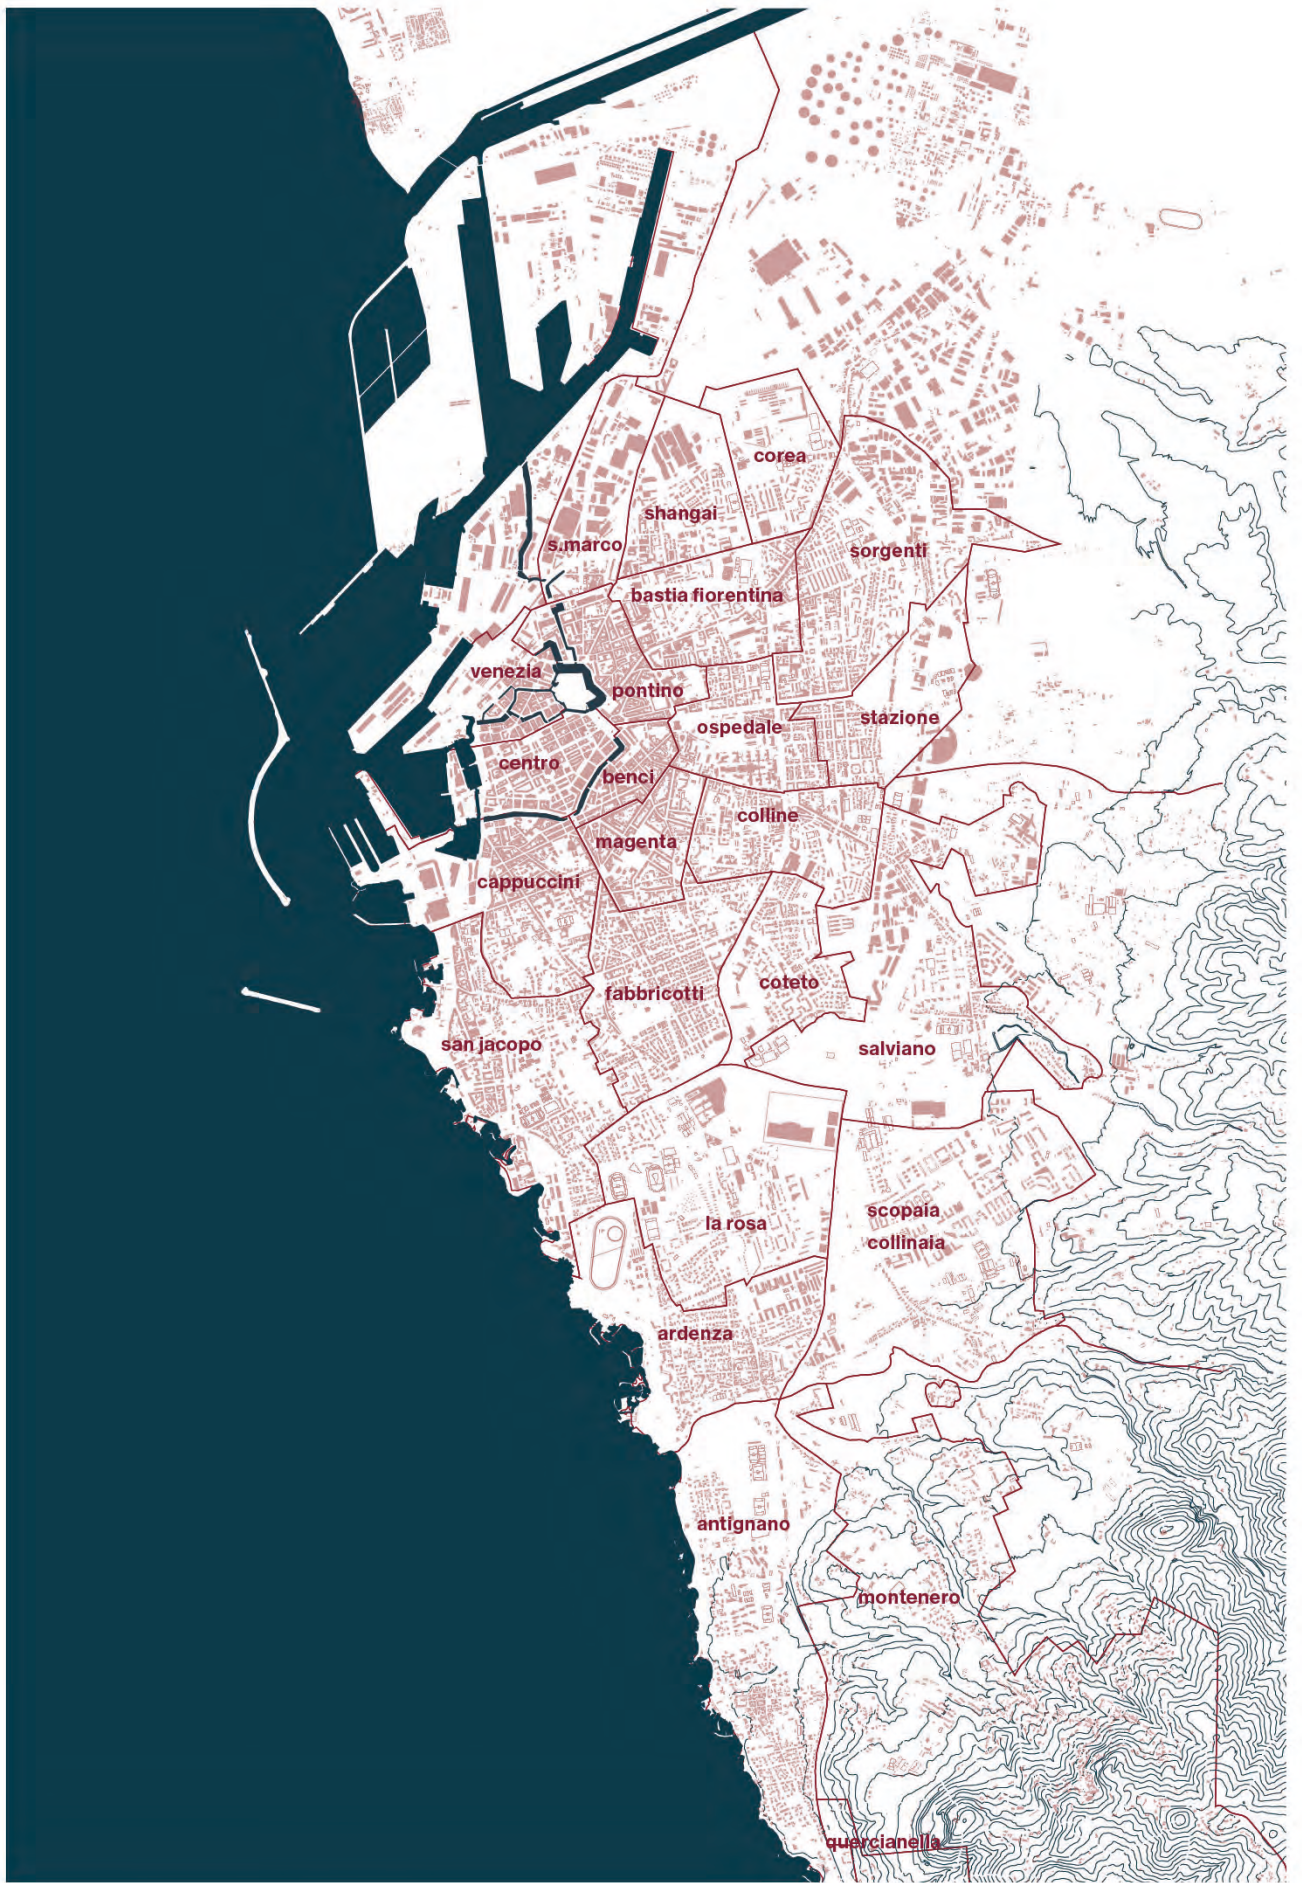 corea
shangai
s.marco
sorgenti
bastia fiorentina
venezia
pontino
stazione
ospedale
centro
benci
colline
magenta
cappuccini
coteto
fabbricotti
san jacopo
salviano
scopaia
la rosa
collinaia
ardenza
antignano
montenero
quercianella